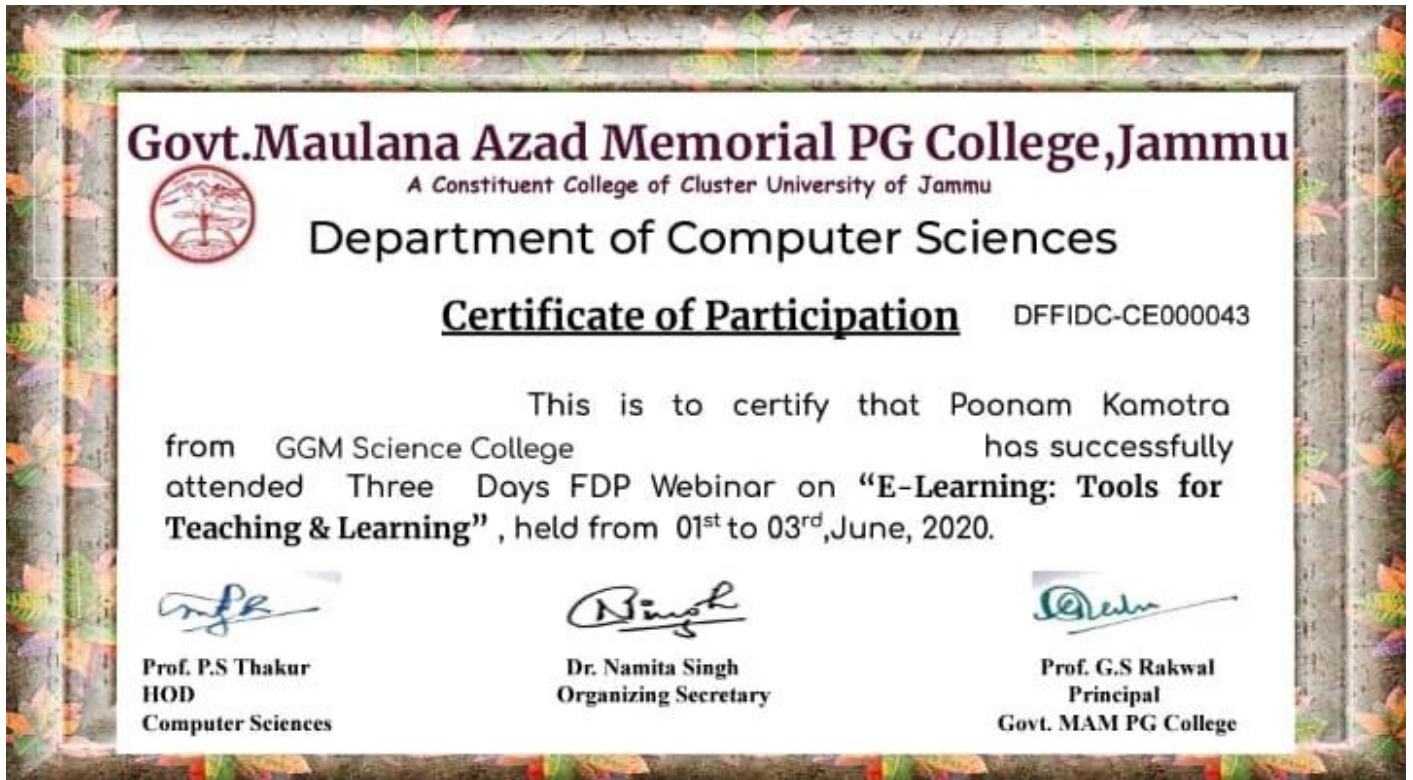 Govt.Maulana Azad Memorial PG College,Jammu
A Constituent College of Cluster University of Jammu
Department of Computer Sciences
Certificate of Participation DFFIDC-CE000043
This is to certify that Poonam Kamotra
from GGM Science College has successfully
attended Three Days FDP Webinar on “E-Learning: Tools for
Teaching & Learning” , held from 01st to 03rd,June, 2020.
Prof. P.S Thakur
HOD
Computer Sciences
Dr. Namita Singh
Organizing Secretary
Prof. G.S Rakwal
Principal
Govt. MAM PG College